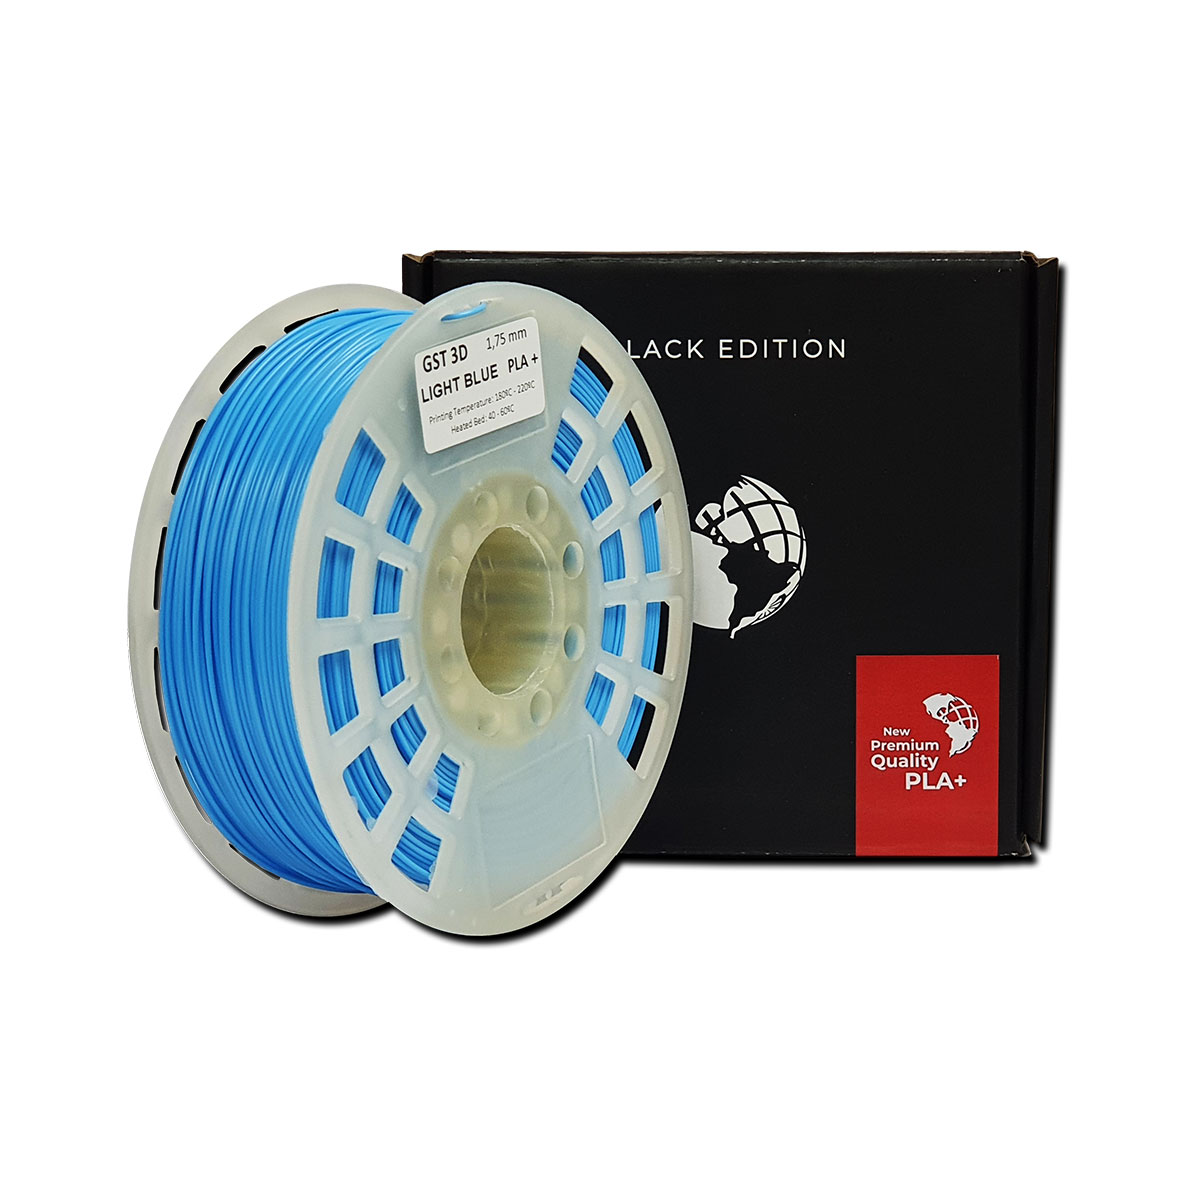 GST 3D 1,75 mm
LIGHT BLUE PLA +
Printing Temperature: 180ºC - 220ºC
Heated Bed: 40 - 60ºC
LACK EDITION
New
Premium
Quality
PLA+